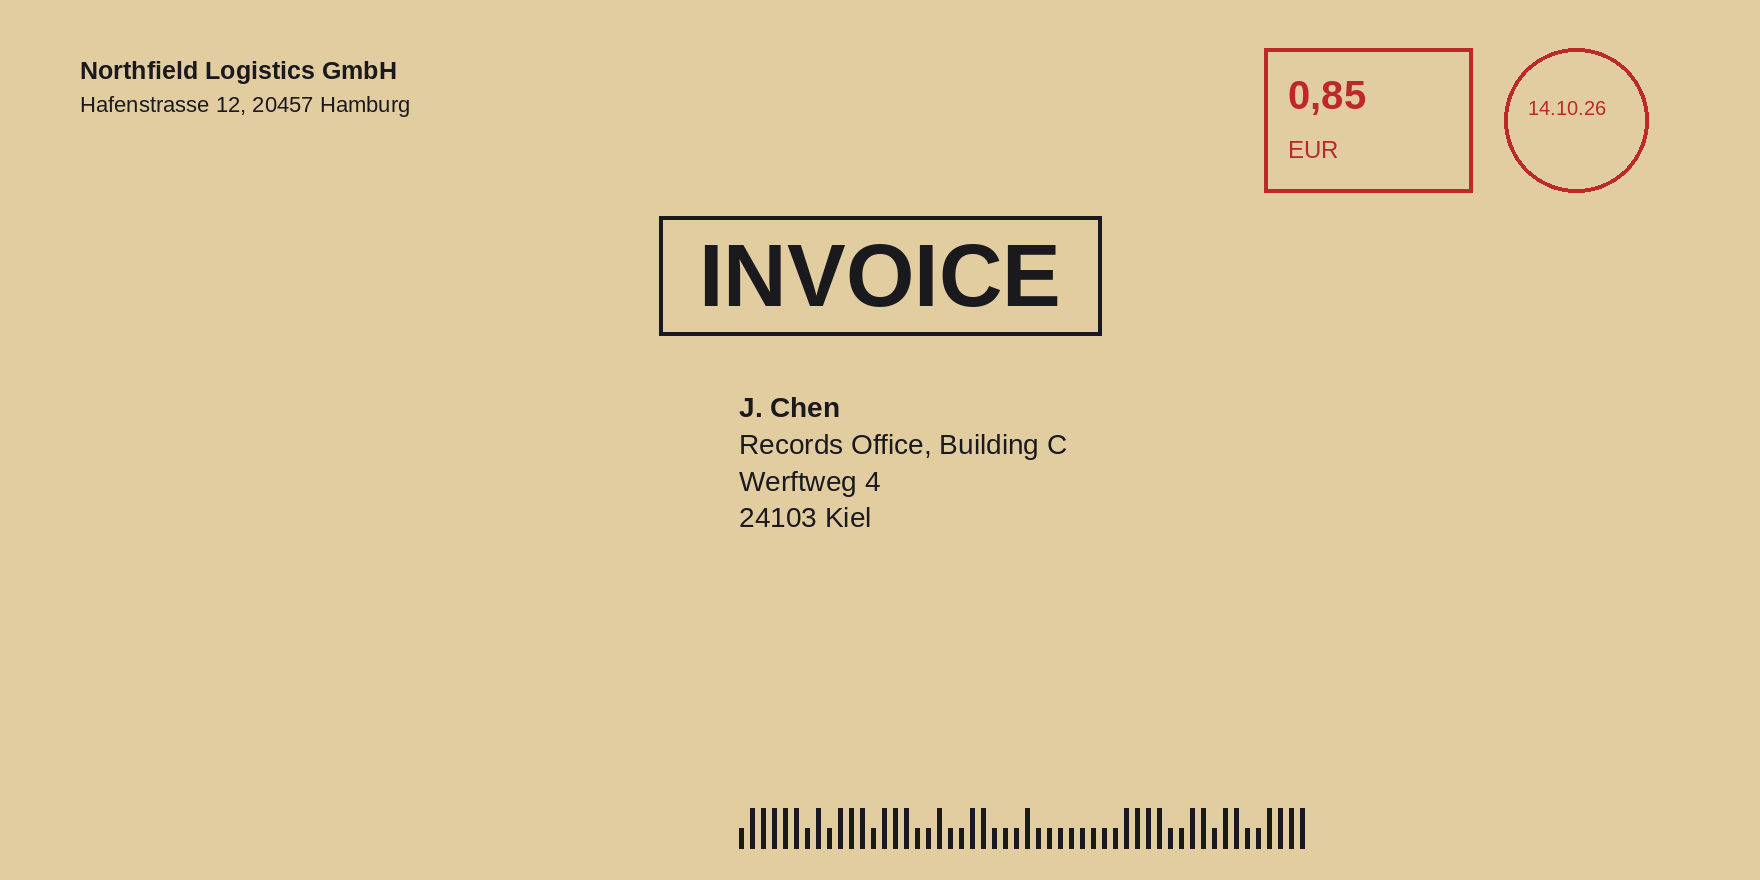 Northfield Logistics GmbH
Hafenstrasse 12, 20457 Hamburg
0,85
EUR
14.10.26
INVOICE
J. Chen
Records Office, Building C
Werftweg 4
24103 Kiel